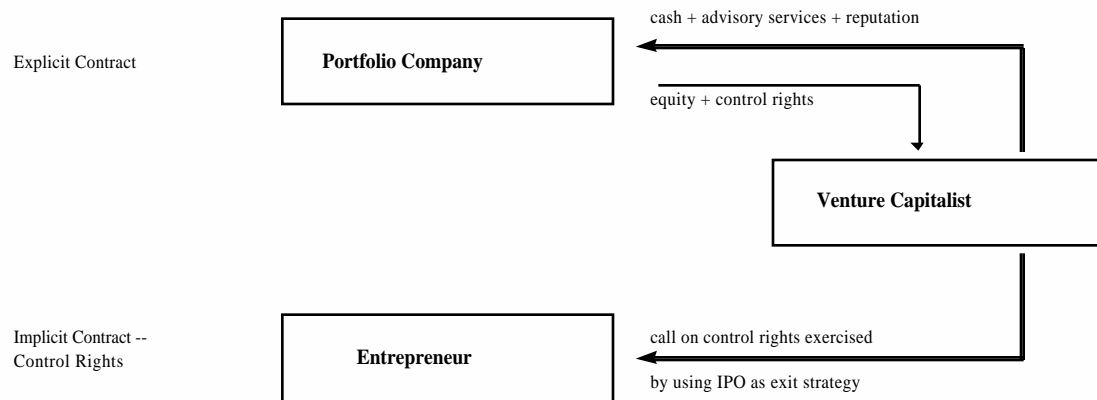 cash + advisory services + reputation
Explicit Contract
Portfolio Company
equity + control rights
Venture Capitalist
Implicit Contract --
Control Rights
Entrepreneur
call on control rights exercised
by using IPO as exit strategy